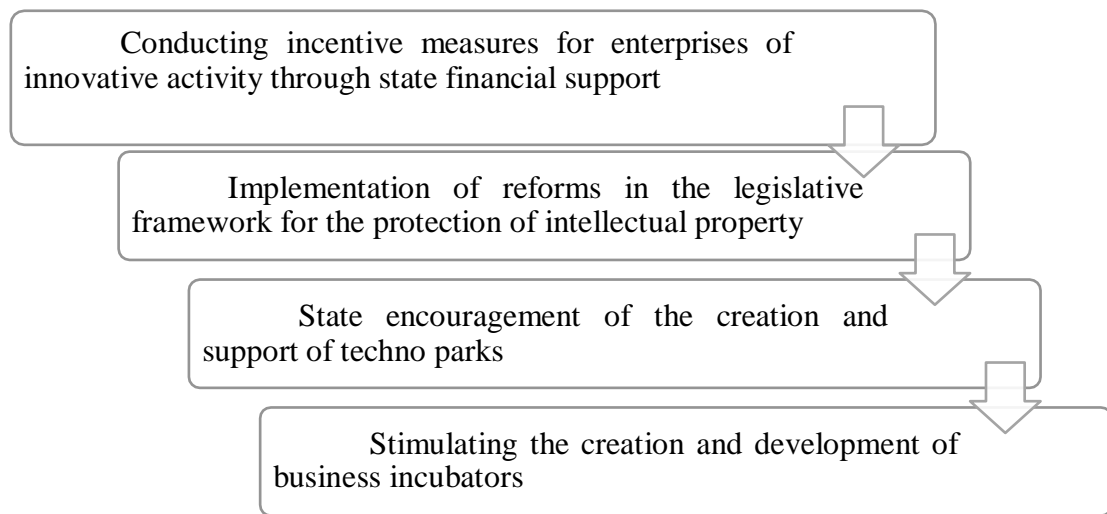 Conducting incentive measures for enterprises of
innovative activity through state financial support
Implementation of reforms in the legislative
framework for the protection of intellectual property
State encouragement of the creation and
support of techno parks
Stimulating the creation and development of
business incubators